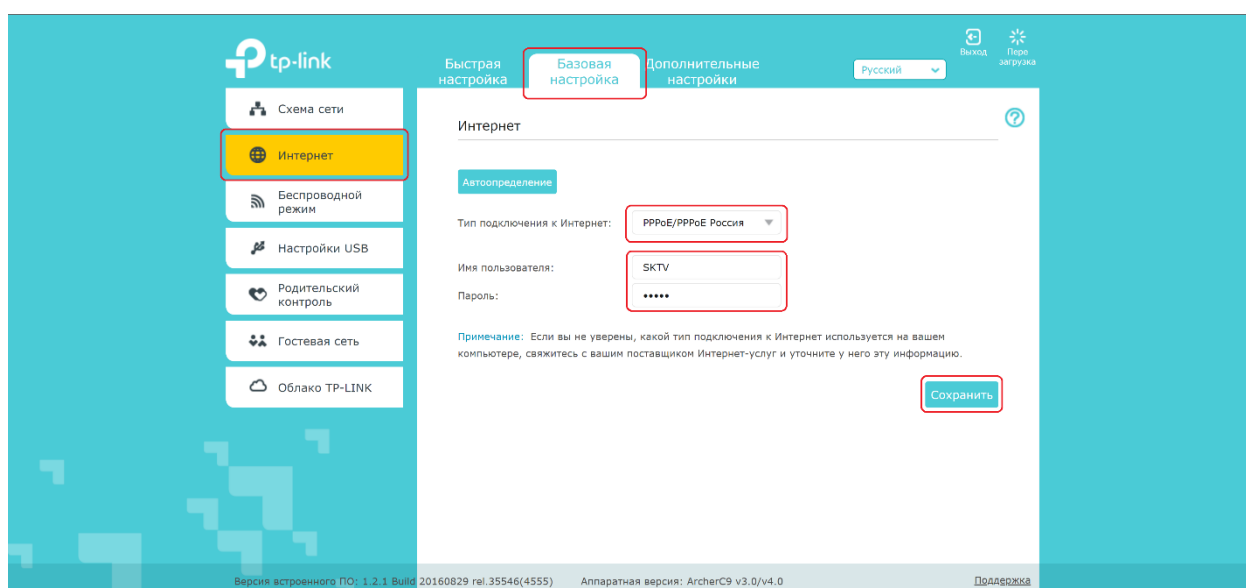 tp-link
Быстрая
настройка
Базовая
настройка
Дополнительные
настройки
Русский
Выход
Пере
загрузка
Схема сети
Интернет
Беспроводной
режим
Настройки USB
Родительский
контроль
Гостевая сеть
Облако TP-LINK
Интернет
Автоопределение
Тип подключения к Интернет:
PPPoE/PPPoE Россия
Имя пользователя:
SKTV
Пароль:
•••••
Примечание: Если вы не уверены, какой тип подключения к Интернет используется на вашем
компьютере, свяжитесь с вашим поставщиком Интернет-услуг и уточните у него эту информацию.
Сохранить
Версия встроенного ПО: 1.2.1 Build 20160829 rel.35546(4555) Аппаратная версия: ArcherC9 v3.0/v4.0
Поддержка